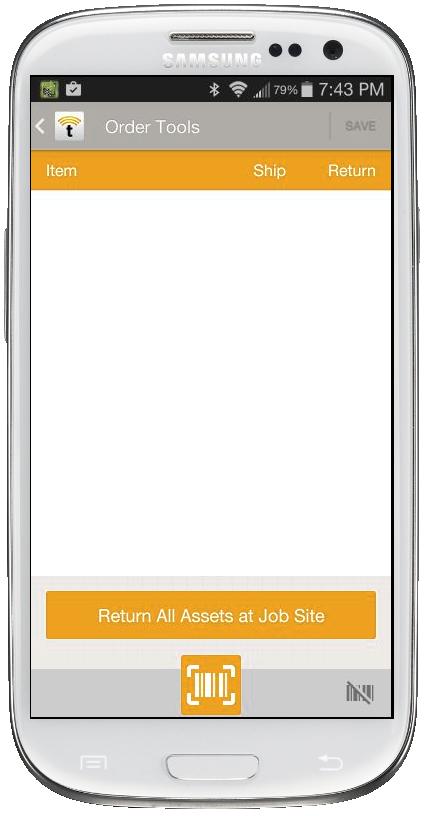 SAMSUNG
79% 7:43 PM
t Order Tools SAVE
Item Ship Return
Return All Assets at Job Site